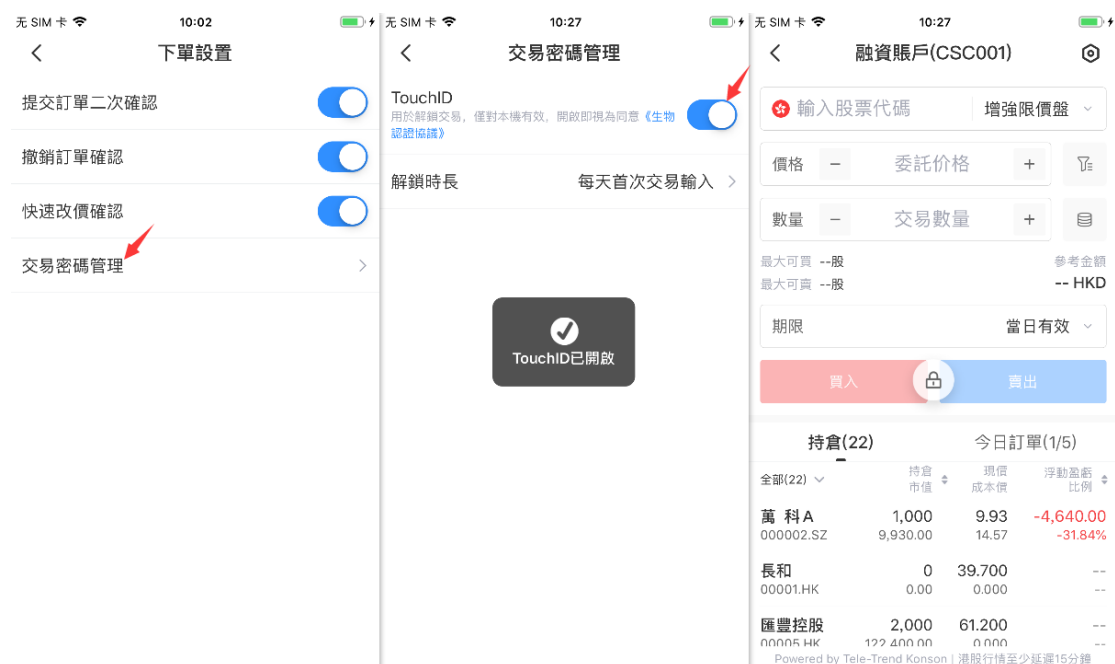 无 SIM 卡
10:02
下單設置
提交訂單二次確認
撤銷訂單確認
快速改價確認
交易密碼管理
无 SIM 卡
10:27
交易密碼管理
TouchID
用於解鎖交易，僅對本機有效，開啟即視為同意《生物
認證協議》
解鎖時長 每天首次交易輸入
TouchID已開啟
无 SIM 卡
10:27
融資賬戶(CSC001)
輸入股票代碼 增強限價盤
價格 − 委託价格 +
數量 − 交易數量 +
最大可買 --股 參考金額
最大可賣 --股 -- HKD
期限 當日有效
買入 賣出
持倉(22) 今日訂單(1/5)
全部(22) 持倉 現價 浮動盈虧
市值 成本價 比例
萬 科A 1,000 9.93 -4,640.00
000002.SZ 9,930.00 14.57 -31.84%
長和 0 39.700 --
00001.HK 0.00 0.000 --
匯豐控股 2,000 61.200 --
00005.HK 122,400.00 0.000 --
Powered by Tele-Trend Konson | 港股行情至少延遲15分鐘